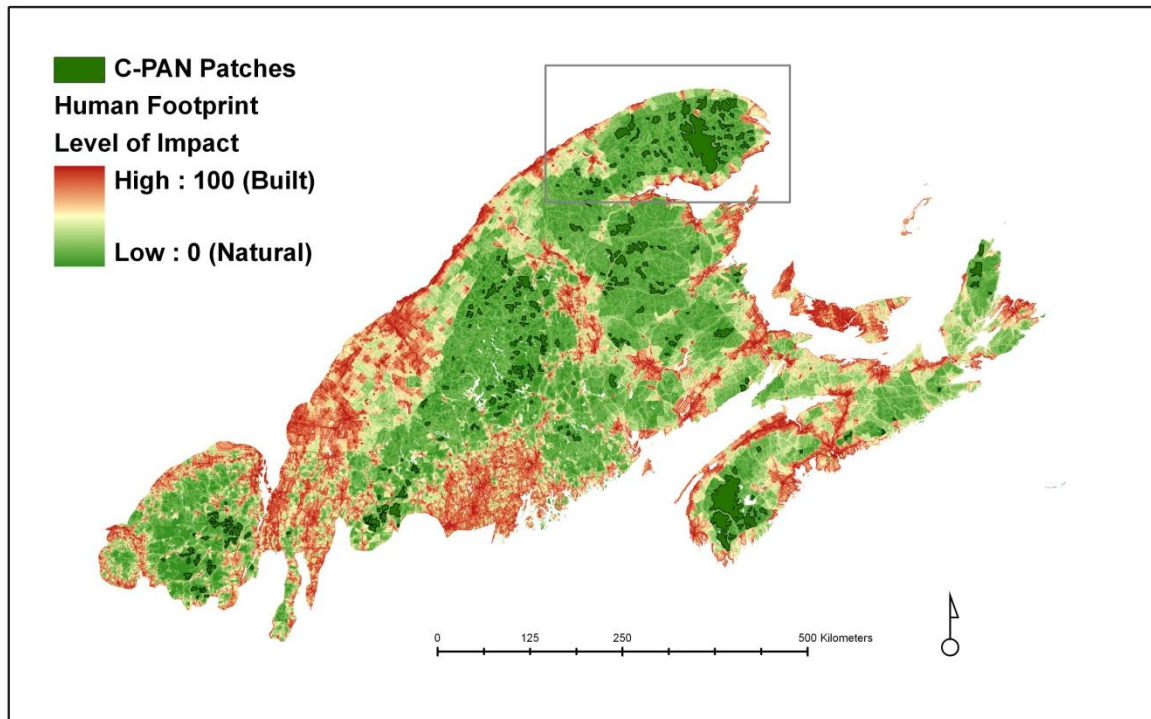 C-PAN Patches
Human Footprint
Level of Impact
High : 100 (Built)
Low : 0 (Natural)
0 125 250 500 Kilometers